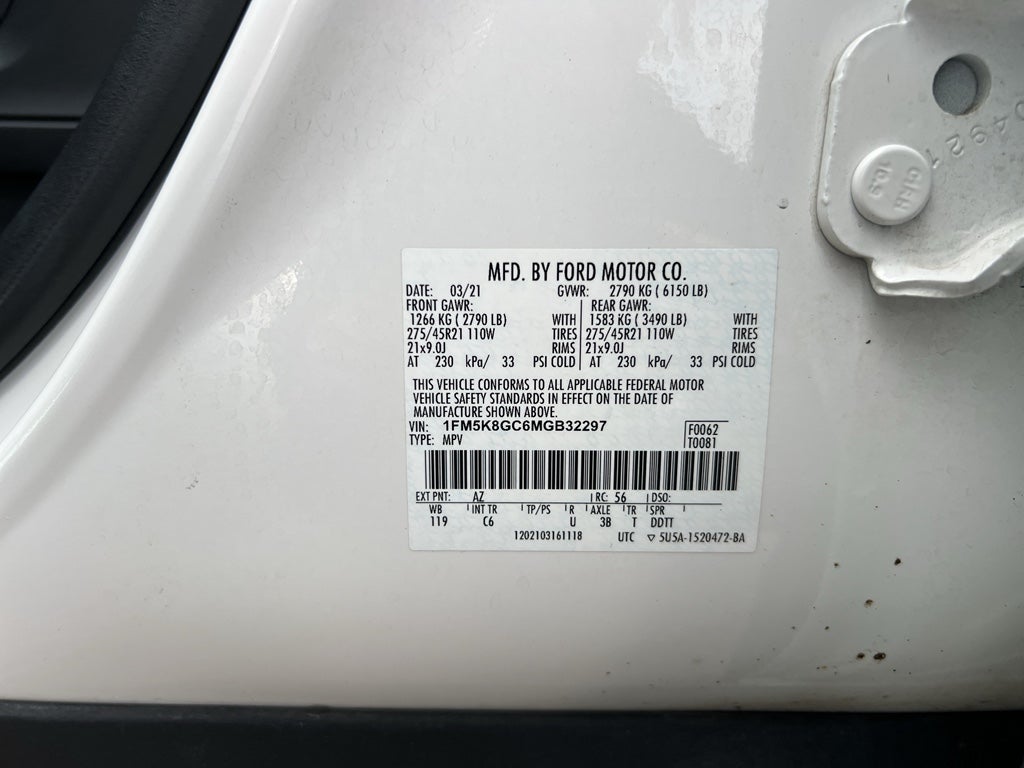 MFD. BY FORD MOTOR CO.
DATE: 03/21 GVWR: 2790 KG ( 6150 LB)
FRONT GAWR: REAR GAWR:
1266 KG ( 2790 LB) WITH 1583 KG ( 3490 LB) WITH
275/45R21 110W TIRES 275/45R21 110W TIRES
21x9.0J RIMS 21x9.0J RIMS
AT 230 kPa/ 33 PSI COLD AT 230 kPa/ 33 PSI COLD
THIS VEHICLE CONFORMS TO ALL APPLICABLE FEDERAL MOTOR
VEHICLE SAFETY STANDARDS IN EFFECT ON THE DATE OF
MANUFACTURE SHOWN ABOVE.
VIN: 1FM5K8GC6MGB32297 F0062
TYPE: MPV T0081
EXT PNT: AZ RC: 56 DSO:
WB INT TR TP/PS R AXLE TR SPR
119 C6 U 3B T DDTT
1202103161118 UTC ▽ 5U5A-1520472-BA
04921
10.9